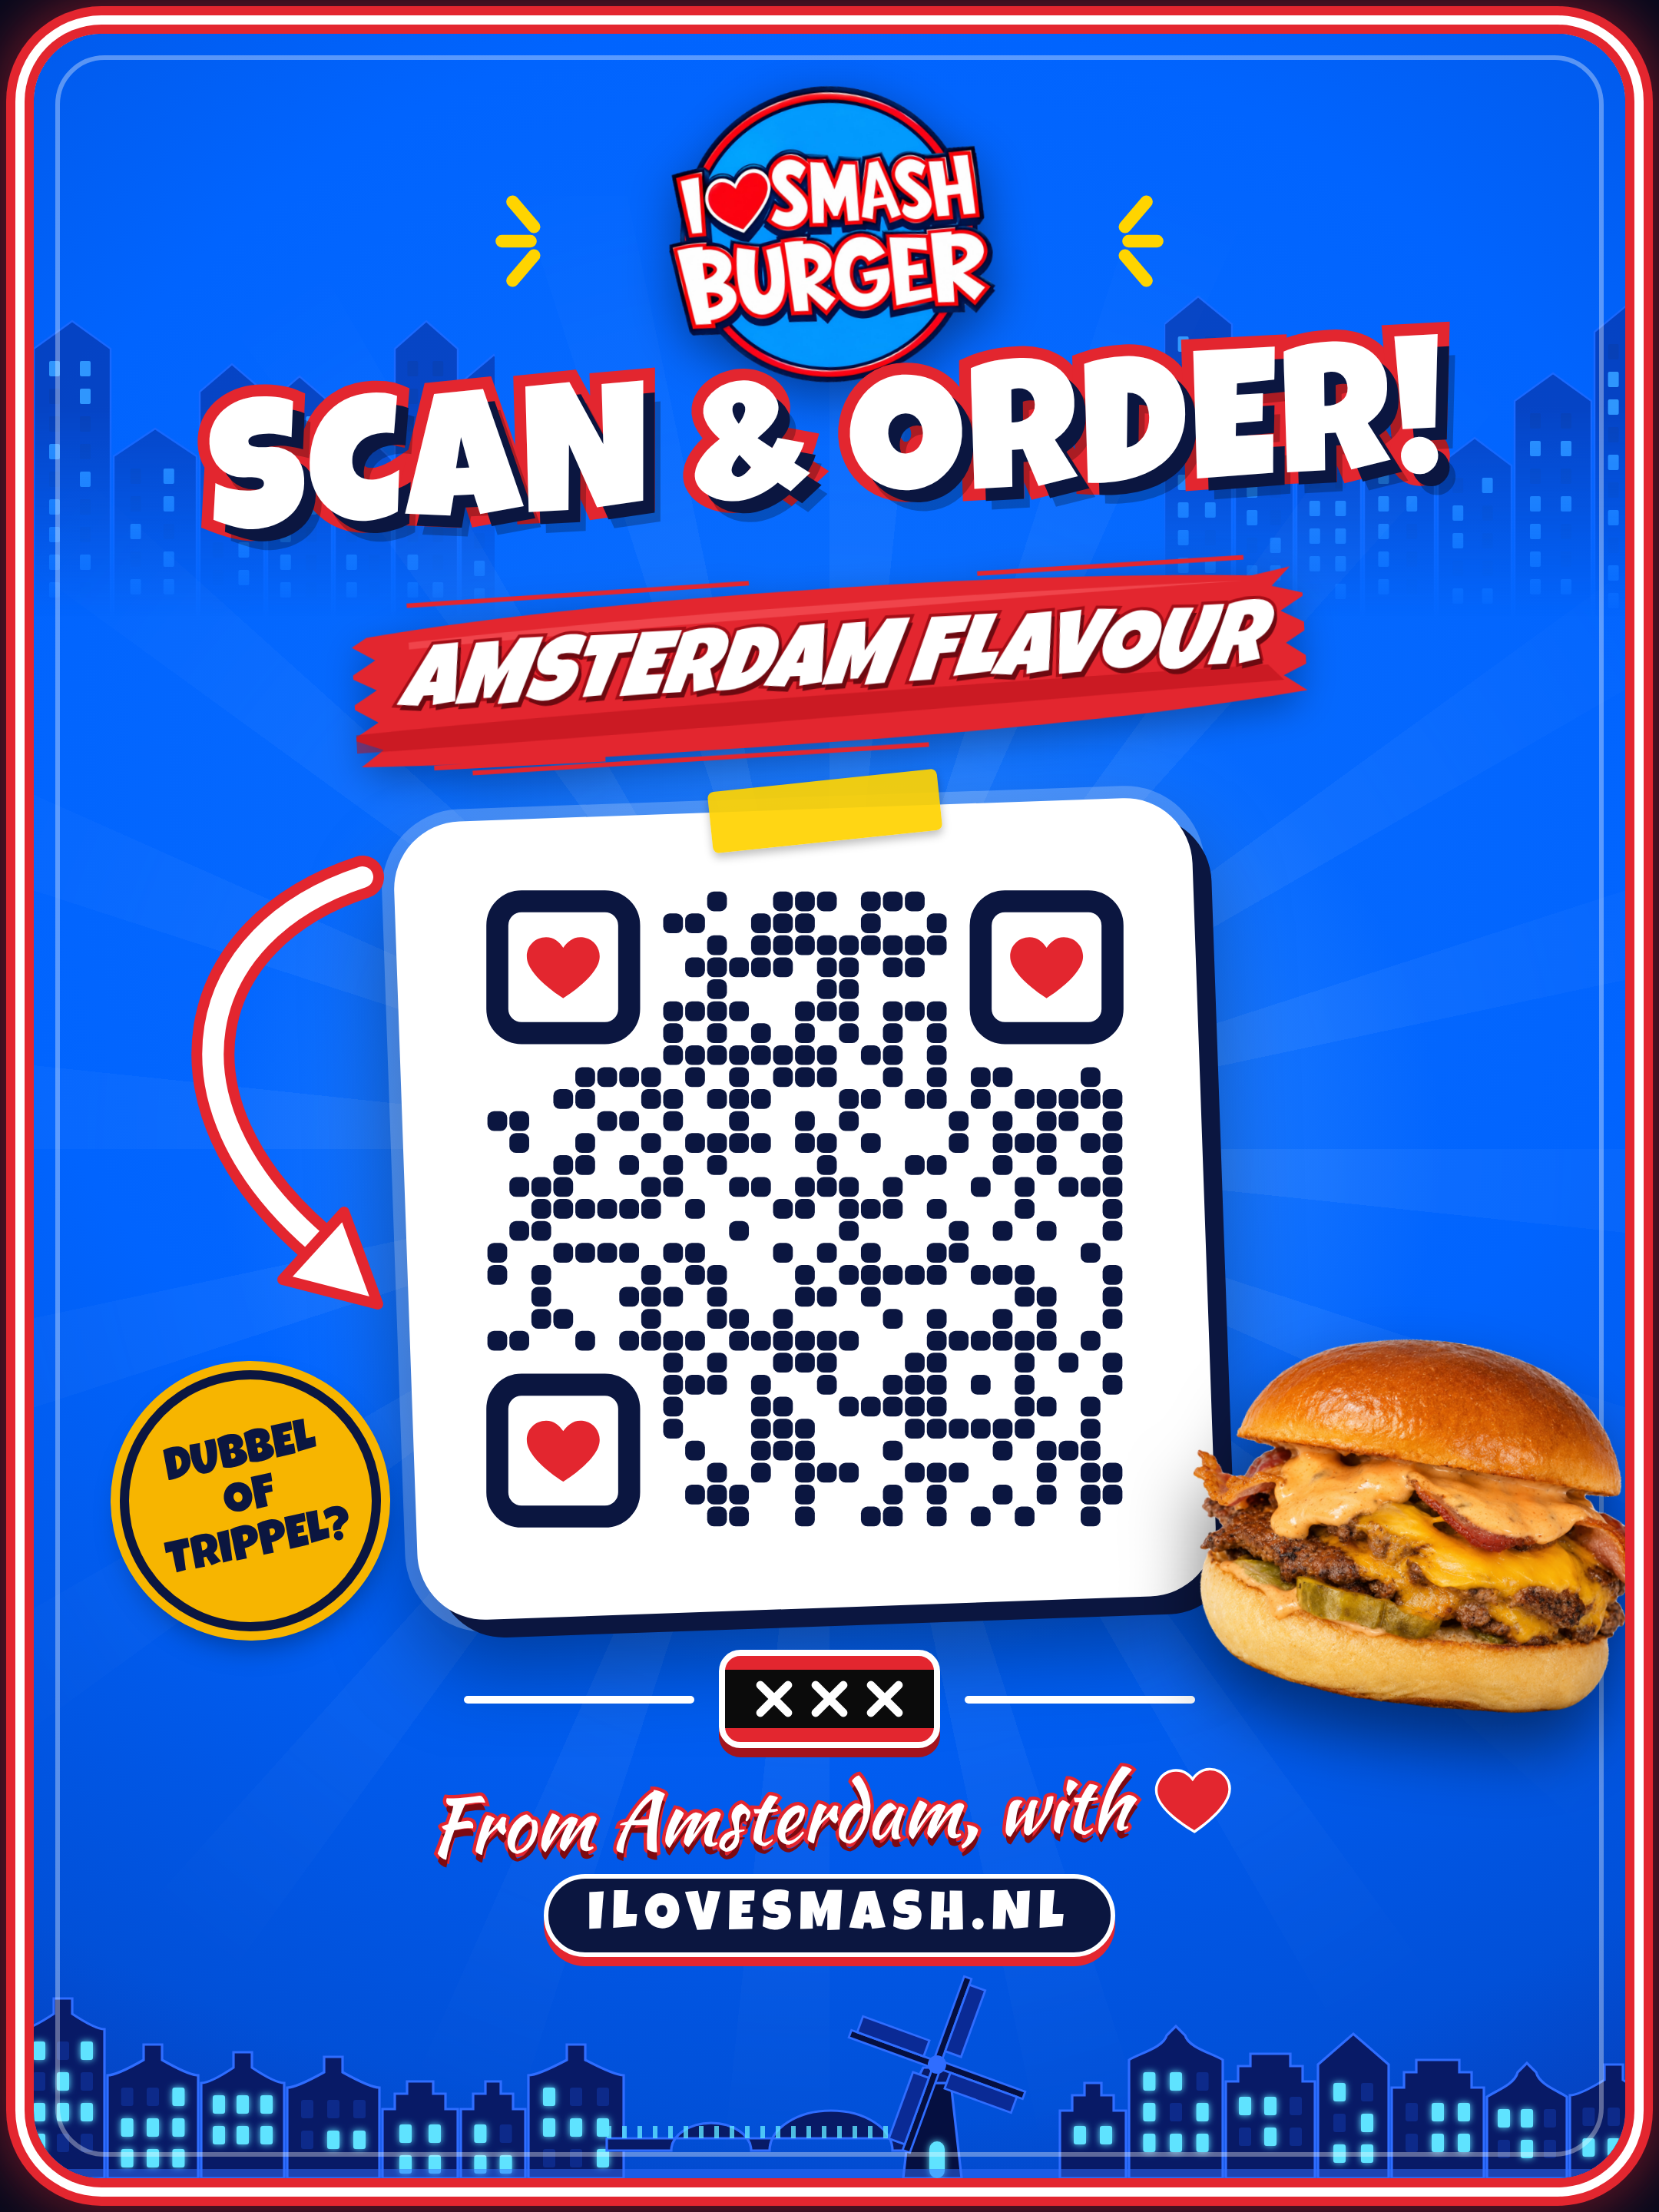 I ❤ SMASH
BURGER
SCAN & ORDER!
AMSTERDAM FLAVOUR
DUBBEL
OF
TRIPPEL?
XXX
From Amsterdam, with ❤
ILOVESMASH.NL